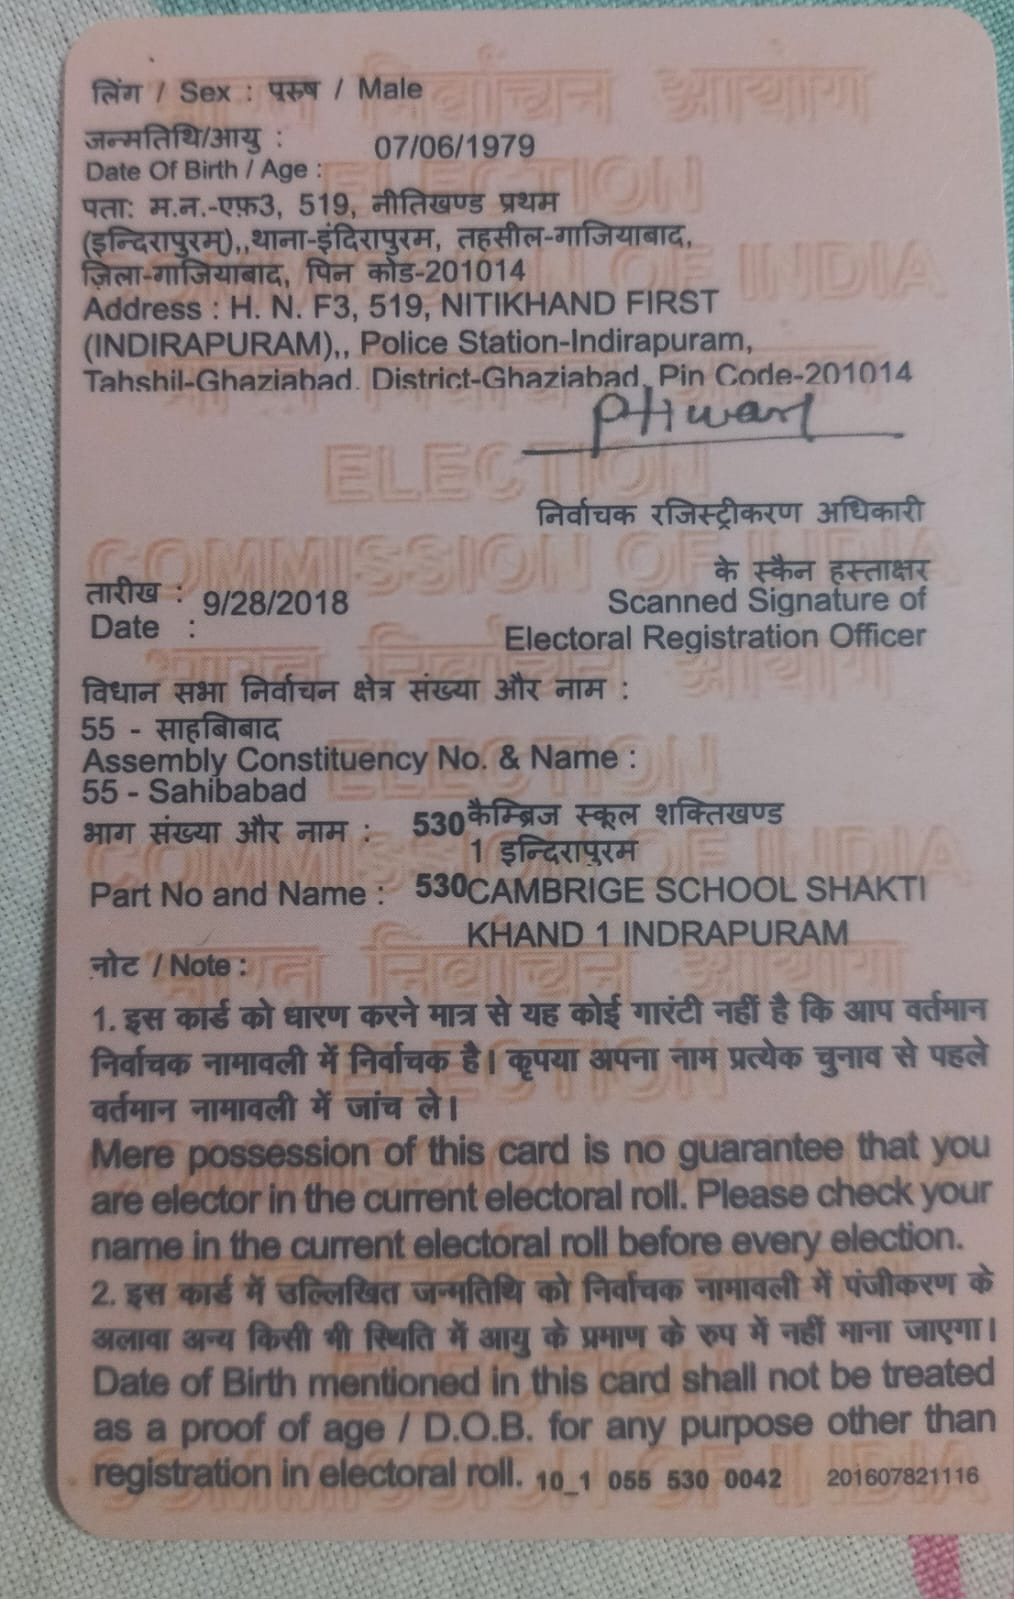 लिंग / Sex : पुरुष / Male
जन्मतिथि/आयु :
Date Of Birth / Age : 07/06/1979
पता: म.न.-एफ़3, 519, नीतिखण्ड प्रथम
(इन्दिरापुरम्),,थाना-इंदिरापुरम, तहसील-गाजियाबाद,
ज़िला-गाजियाबाद, पिन कोड-201014
Address : H. N. F3, 519, NITIKHAND FIRST
(INDIRAPURAM),, Police Station-Indirapuram,
Tahshil-Ghaziabad, District-Ghaziabad, Pin Code-201014
निर्वाचक रजिस्ट्रीकरण अधिकारी
के स्कैन हस्ताक्षर
Scanned Signature of
Electoral Registration Officer
तारीख : 9/28/2018
Date :
विधान सभा निर्वाचन क्षेत्र संख्या और नाम :
55 - साहबिाबाद
Assembly Constituency No. & Name :
55 - Sahibabad
भाग संख्या और नाम : 530 कैम्ब्रिज स्कूल शक्तिखण्ड
1 इन्दिरापुरम
Part No and Name : 530 CAMBRIGE SCHOOL SHAKTI
KHAND 1 INDRAPURAM
नोट / Note :
1. इस कार्ड को धारण करने मात्र से यह कोई गारंटी नहीं है कि आप वर्तमान
निर्वाचक नामावली में निर्वाचक है। कृपया अपना नाम प्रत्येक चुनाव से पहले
वर्तमान नामावली में जांच ले।
Mere possession of this card is no guarantee that you
are elector in the current electoral roll. Please check your
name in the current electoral roll before every election.
2. इस कार्ड में उल्लिखित जन्मतिथि को निर्वाचक नामावली में पंजीकरण के
अलावा अन्य किसी भी स्थिति में आयु के प्रमाण के रुप में नहीं माना जाएगा।
Date of Birth mentioned in this card shall not be treated
as a proof of age / D.O.B. for any purpose other than
registration in electoral roll. 10_1 055 530 0042 201607821116